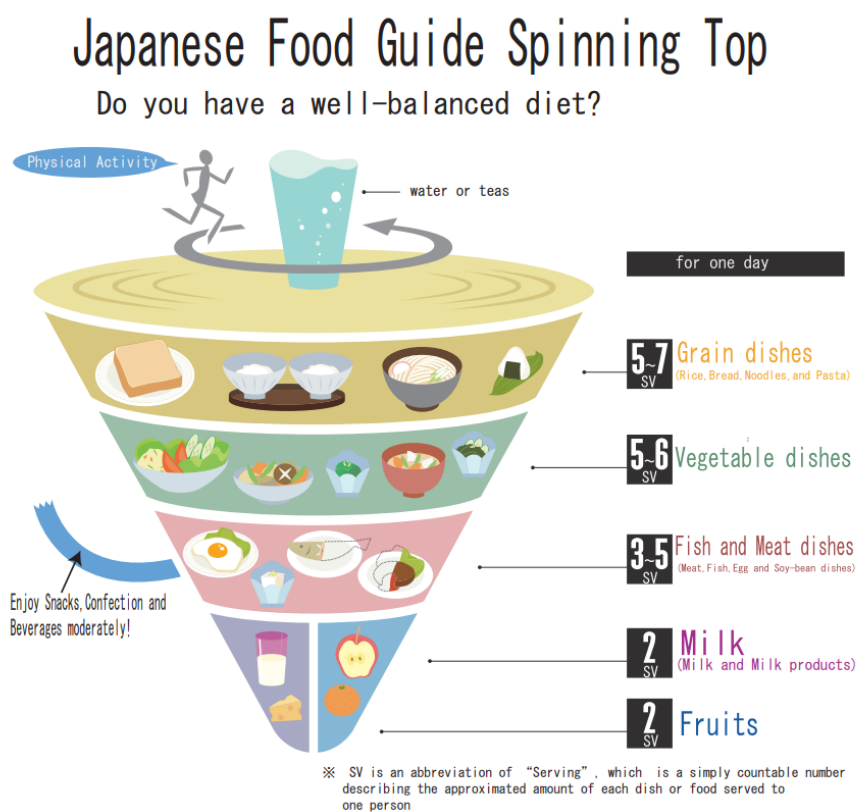 Japanese Food Guide Spinning Top
Do you have a well-balanced diet?
Physical Activity
water or teas
for one day
5~7
SV
Grain dishes
(Rice, Bread, Noodles, and Pasta)
5~6
SV
Vegetable dishes
3~5
SV
Fish and Meat dishes
(Meat, Fish, Egg and Soy-bean dishes)
Enjoy Snacks, Confection and
Beverages moderately!
2
SV
Milk
(Milk and Milk products)
2
SV
Fruits
※ SV is an abbreviation of “Serving”, which is a simply countable number
describing the approximated amount of each dish or food served to
one person